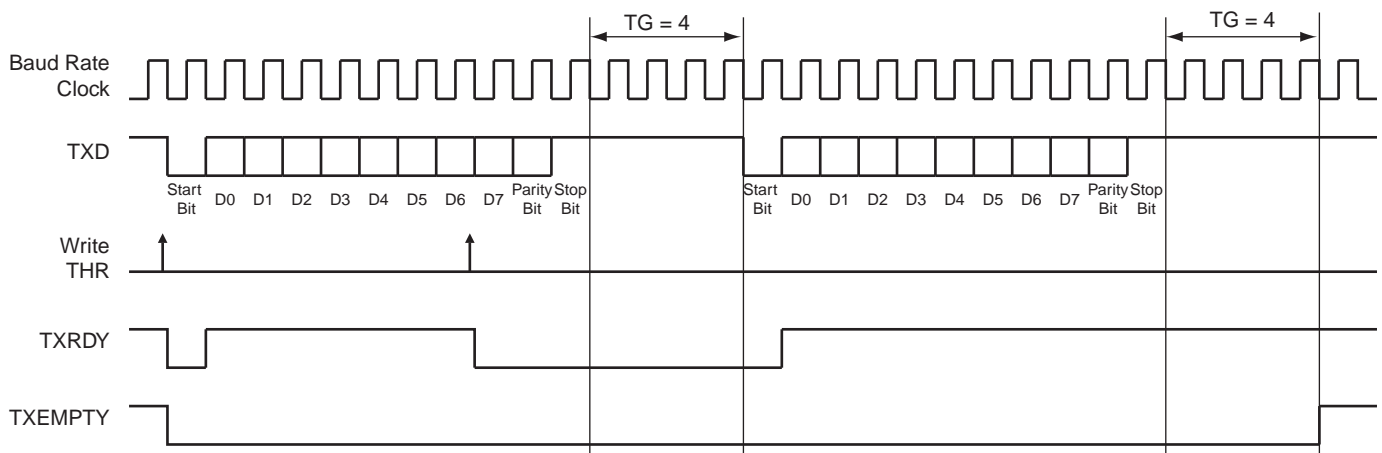 TG = 4
TG = 4
Baud Rate
Clock
TXD
Start
Bit
D0
D1
D2
D3
D4
D5
D6
D7
Parity
Bit
Stop
Bit
Start
Bit
D0
D1
D2
D3
D4
D5
D6
D7
Parity
Bit
Stop
Bit
Write
THR
TXRDY
TXEMPTY